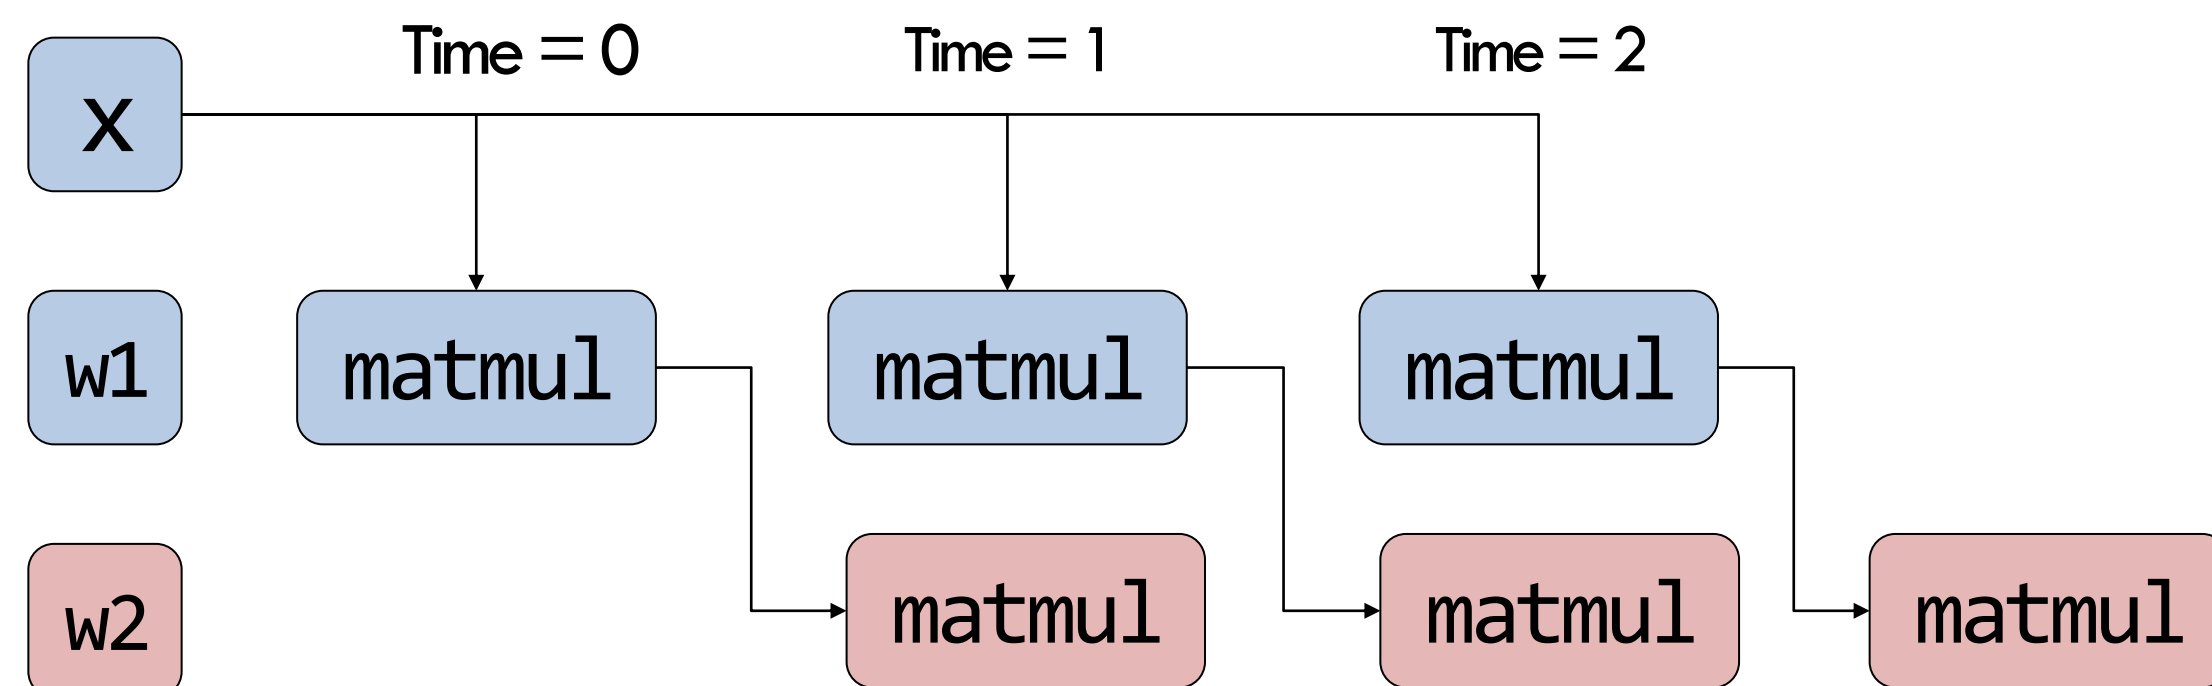 Time = 0 Time = 1 Time = 2
x
w1 matmul matmul matmul
w2 matmul matmul matmul